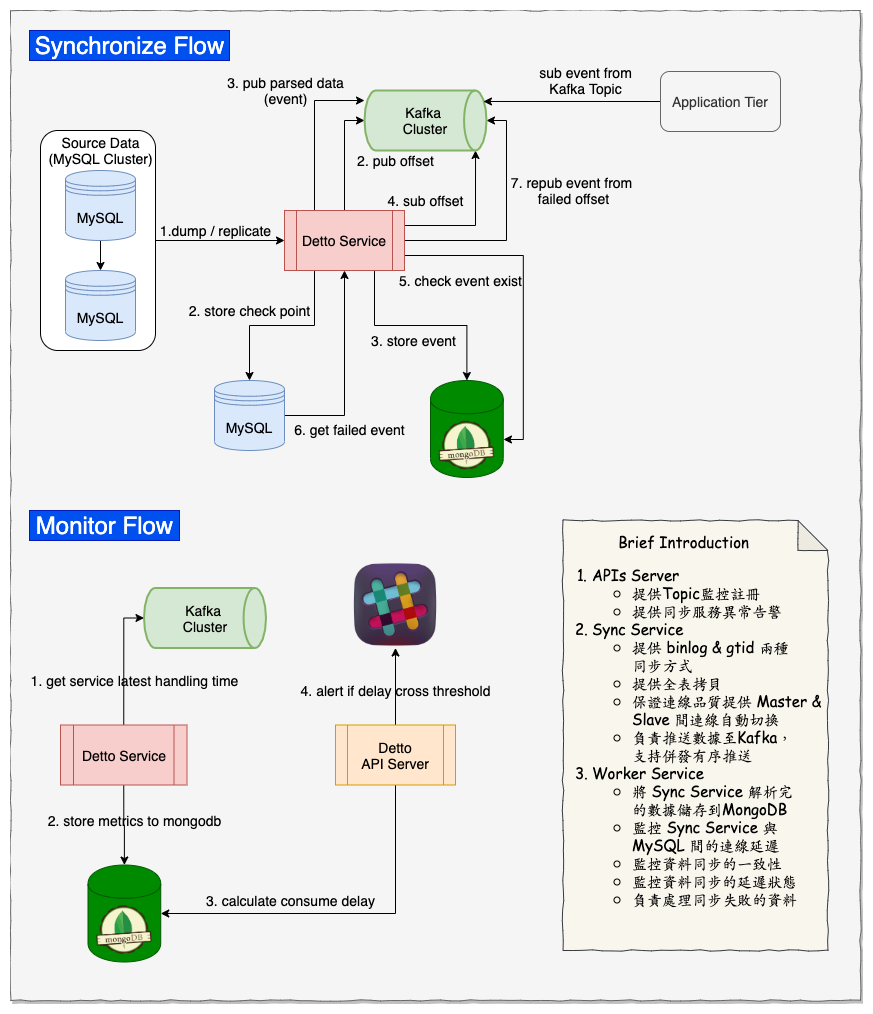 Synchronize Flow
3. pub parsed data
(event)
Kafka
Cluster
sub event from
Kafka Topic
Application Tier
Source Data
(MySQL Cluster)
MySQL
MySQL
2. pub offset
4. sub offset
7. repub event from
failed offset
1.dump / replicate
Detto Service
5. check event exist
2. store check point
3. store event
MySQL
6. get failed event
mongoDB
Monitor Flow
Kafka
Cluster
1. get service latest handling time
4. alert if delay cross threshold
Detto Service
Detto
API Server
2. store metrics to mongodb
3. calculate consume delay
mongoDB
Brief Introduction
1. APIs Server
提供Topic監控註冊
提供同步服務異常告警
2. Sync Service
提供 binlog & gtid 兩種
同步方式
提供全表拷貝
保證連線品質提供 Master &
Slave 間連線自動切換
負責推送數據至Kafka，
支持併發有序推送
3. Worker Service
將 Sync Service 解析完
的數據儲存到MongoDB
監控 Sync Service 與
MySQL 間的連線延遲
監控資料同步的一致性
監控資料同步的延遲狀態
負責處理同步失敗的資料